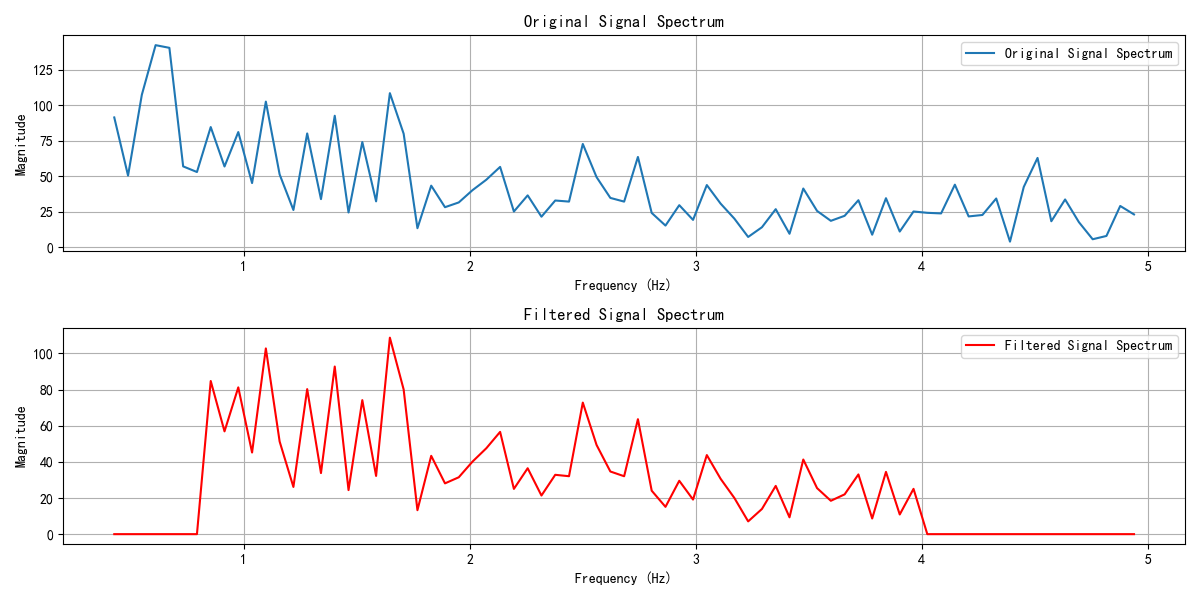 Original Signal Spectrum
Original Signal Spectrum
Magnitude
125
100
75
50
25
0
1 2 3 4 5
Frequency (Hz)
Filtered Signal Spectrum
Filtered Signal Spectrum
Magnitude
100
80
60
40
20
0
1 2 3 4 5
Frequency (Hz)